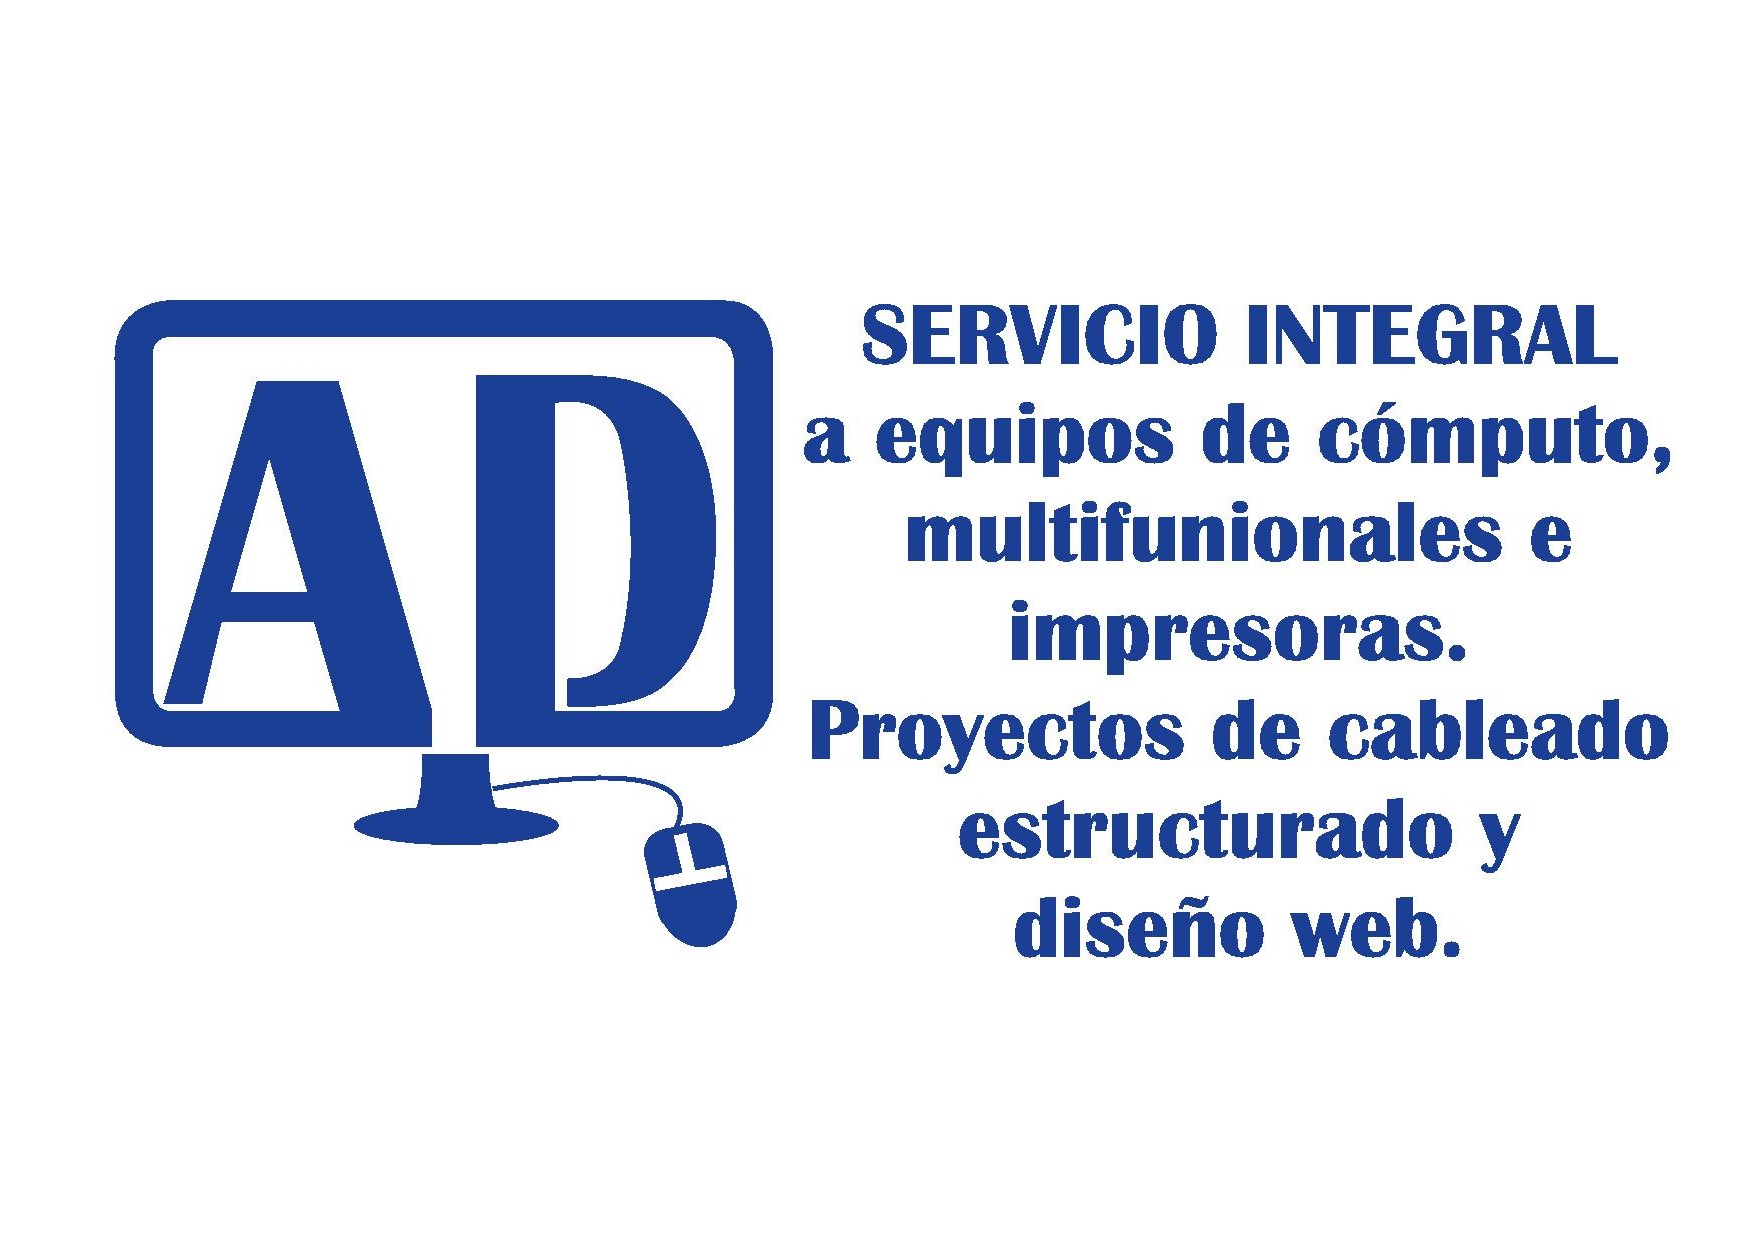 AD
SERVICIO INTEGRAL
a equipos de cómputo,
multifunionales e
impresoras.
Proyectos de cableado
estructurado y
diseño web.